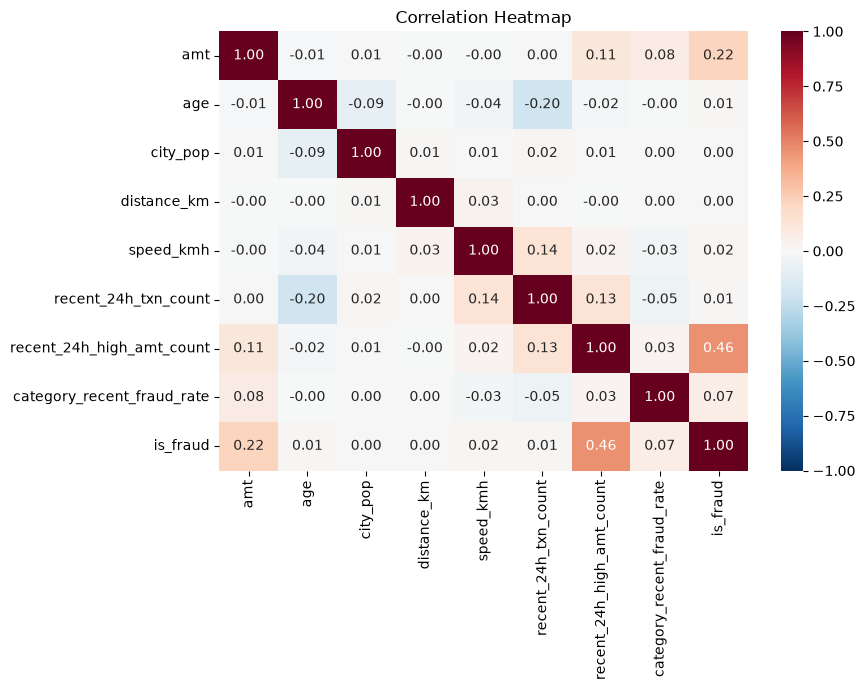 Correlation Heatmap
amt 1.00 -0.01 0.01 -0.00 -0.00 0.00 0.11 0.08 0.22
age -0.01 1.00 -0.09 -0.00 -0.04 -0.20 -0.02 -0.00 0.01
city_pop 0.01 -0.09 1.00 0.01 0.01 0.02 0.01 0.00 0.00
distance_km -0.00 -0.00 0.01 1.00 0.03 0.00 -0.00 0.00 0.00
speed_kmh -0.00 -0.04 0.01 0.03 1.00 0.14 0.02 -0.03 0.02
recent_24h_txn_count 0.00 -0.20 0.02 0.00 0.14 1.00 0.13 -0.05 0.01
recent_24h_high_amt_count 0.11 -0.02 0.01 -0.00 0.02 0.13 1.00 0.03 0.46
category_recent_fraud_rate 0.08 -0.00 0.00 0.00 -0.03 -0.05 0.03 1.00 0.07
is_fraud 0.22 0.01 0.00 0.00 0.02 0.01 0.46 0.07 1.00
amt
age
city_pop
distance_km
speed_kmh
recent_24h_txn_count
recent_24h_high_amt_count
category_recent_fraud_rate
is_fraud
1.00
0.75
0.50
0.25
0.00
−0.25
−0.50
−0.75
−1.00